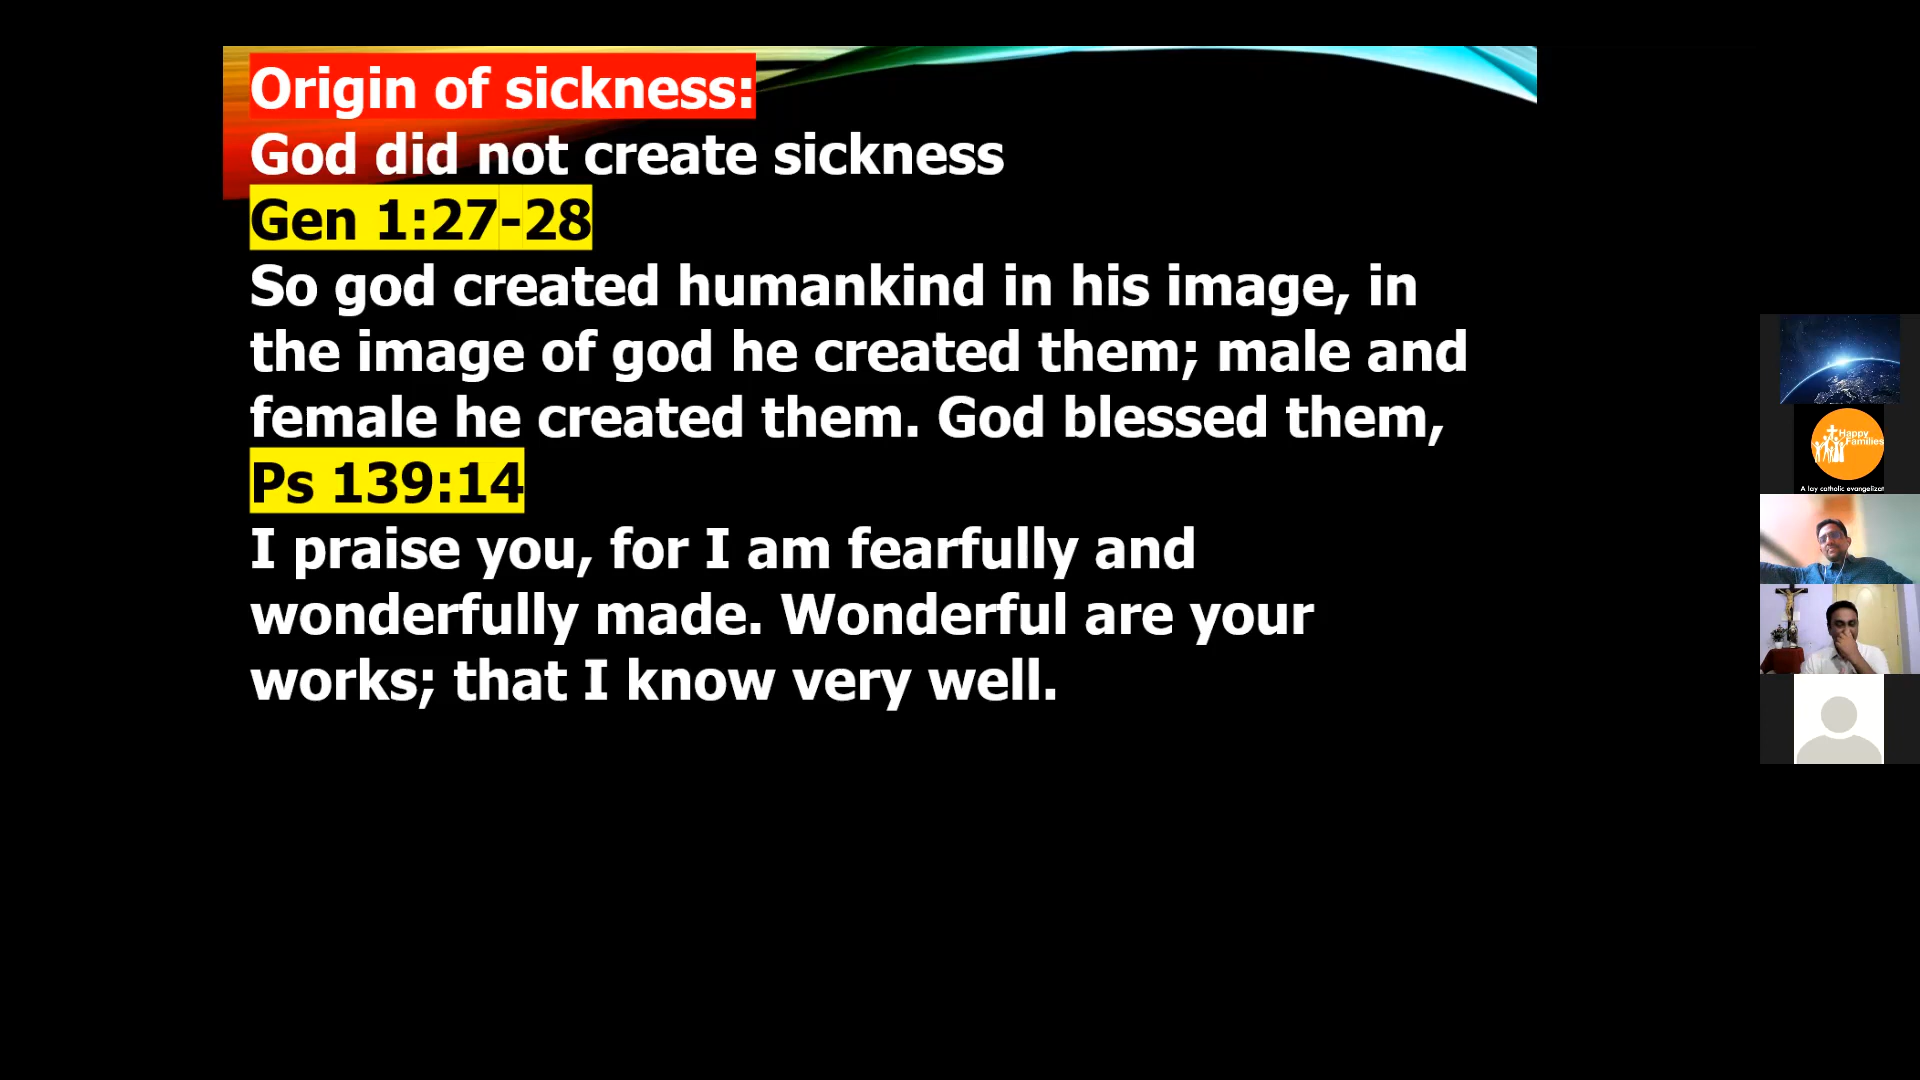 Origin of sickness:
God did not create sickness
Gen 1:27-28
So god created humankind in his image, in
the image of god he created them; male and
female he created them. God blessed them,
Ps 139:14
I praise you, for I am fearfully and
wonderfully made. Wonderful are your
works; that I know very well.
Happy
Families
A lay catholic evangelizat